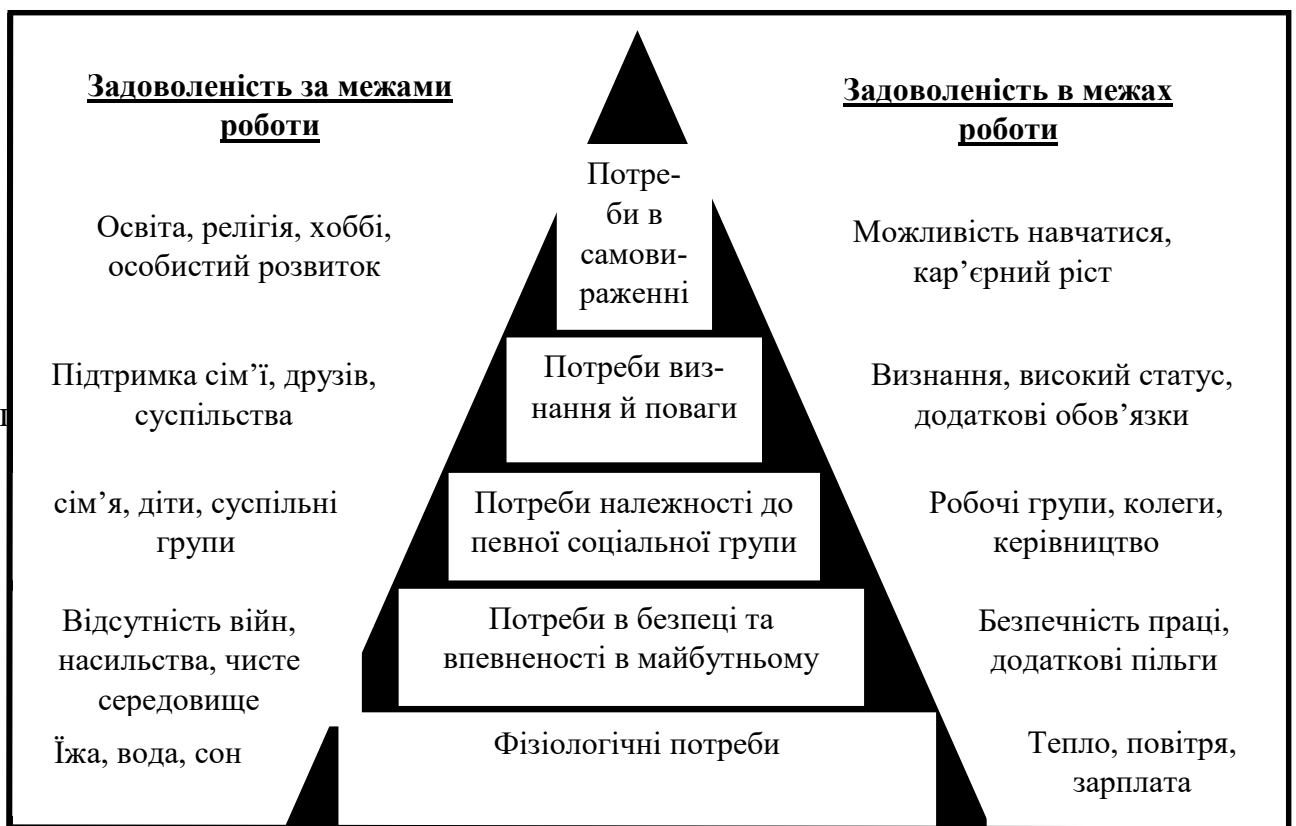 Задоволеність за межами
роботи
Задоволеність в межах
роботи
Потре-
би в
самови-
раженні
Освіта, релігія, хоббі,
особистий розвиток
Можливість навчатися,
кар’єрний ріст
Підтримка сім’ї, друзів,
суспільства
Потреби виз-
нання й поваги
Визнання, високий статус,
додаткові обов’язки
сім’я, діти, суспільні
групи
Потреби належності до
певної соціальної групи
Робочі групи, колеги,
керівництво
Відсутність війн,
насильства, чисте
середовище
Потреби в безпеці та
впевненості в майбутньому
Безпечність праці,
додаткові пільги
Їжа, вода, сон
Фізіологічні потреби
Тепло, повітря,
зарплата